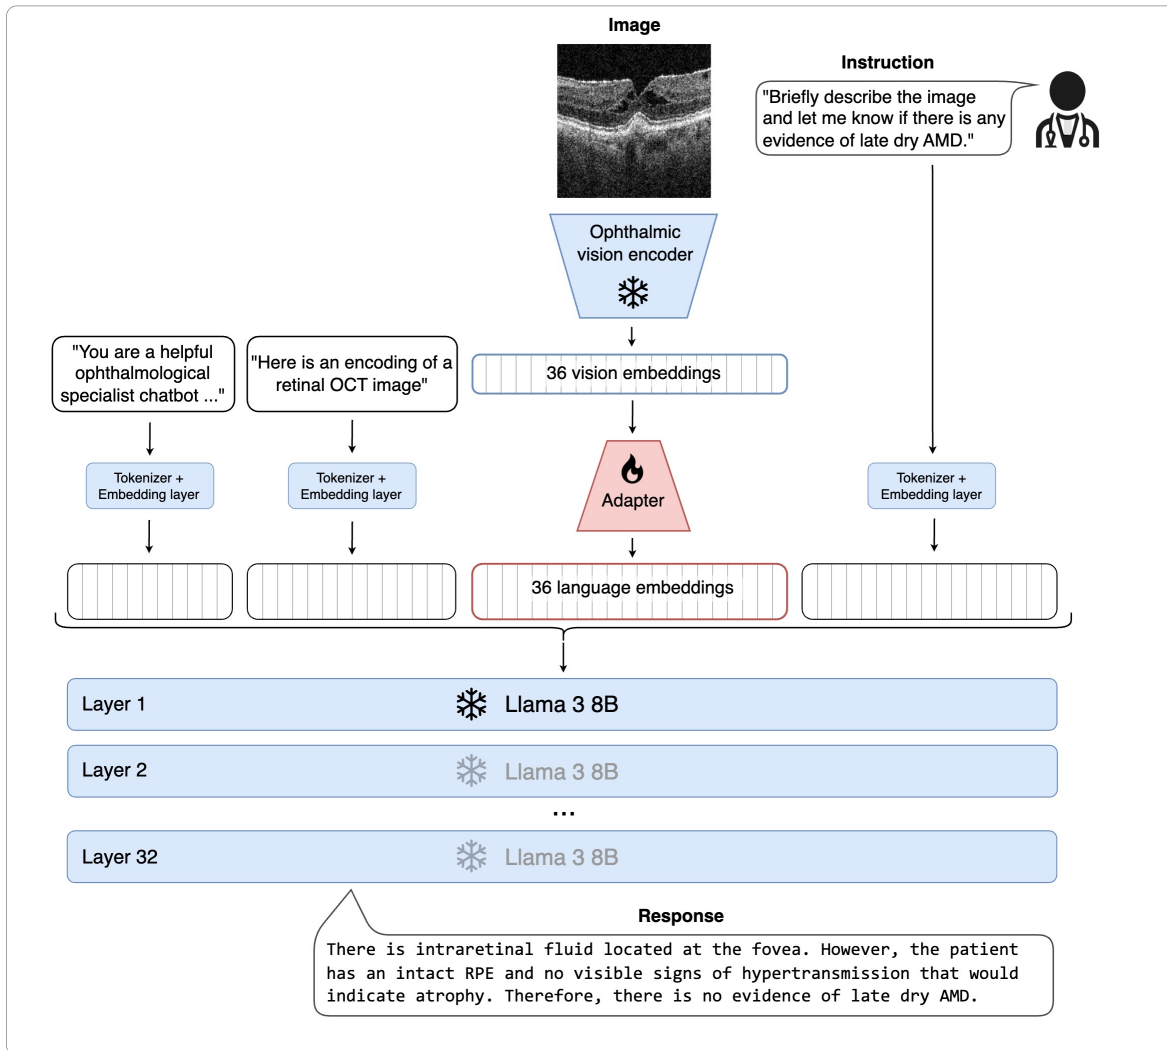 Image
Instruction
"Briefly describe the image
and let me know if there is any
evidence of late dry AMD."
Ophthalmic
vision encoder
"You are a helpful
ophthalmological
specialist chatbot ..."
"Here is an encoding of a
retinal OCT image"
36 vision embeddings
Tokenizer +
Embedding layer
Tokenizer +
Embedding layer
Adapter
Tokenizer +
Embedding layer
36 language embeddings
Layer 1
Llama 3 8B
Layer 2
Llama 3 8B
...
Layer 32
Llama 3 8B
Response
There is intraretinal fluid located at the fovea. However, the patient
has an intact RPE and no visible signs of hypertransmission that would
indicate atrophy. Therefore, there is no evidence of late dry AMD.